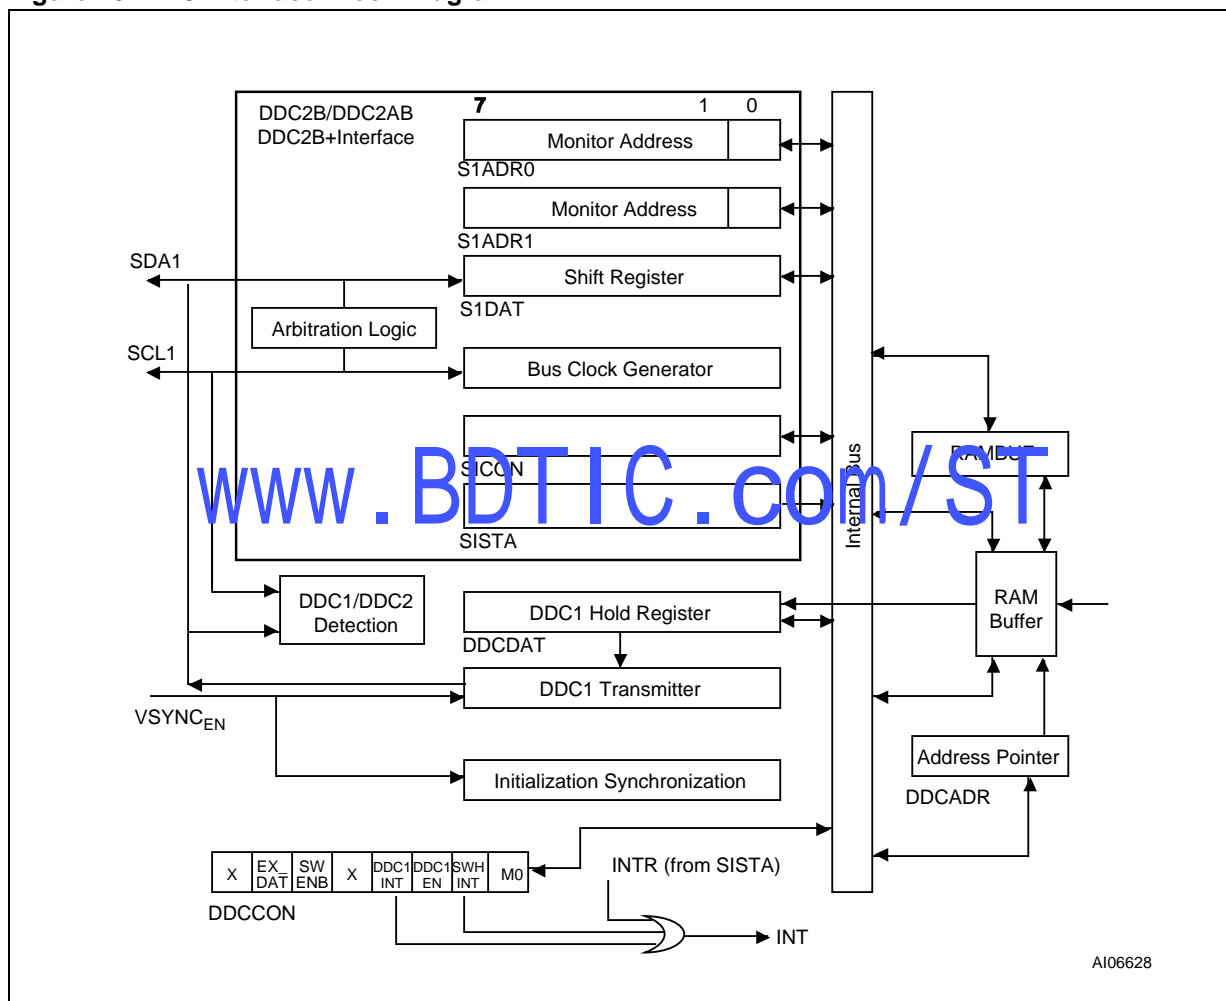 DDC2B/DDC2AB
DDC2B+Interface
7 1 0
Monitor Address
S1ADR0
Monitor Address
S1ADR1
SDA1
Shift Register
S1DAT
Arbitration Logic
SCL1
Bus Clock Generator
SICON
SISTA
Internal Bus
RAMBUF
www.BDTIC.com/ST
DDC1/DDC2
Detection
DDC1 Hold Register
DDCDAT
RAM
Buffer
DDC1 Transmitter
VSYNCEN
Initialization Synchronization
Address Pointer
DDCADR
X EX_DAT SW ENB X DDC1 INT DDC1 EN SWH INT M0
DDCCON
INTR (from SISTA)
INT
AI06628